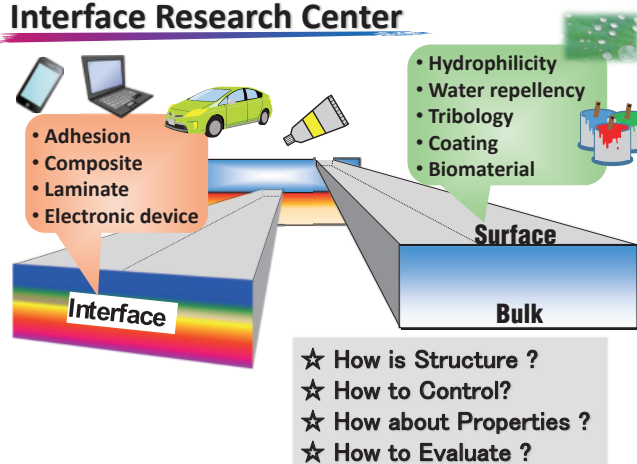 Interface Research Center
• Hydrophilicity
• Water repellency
• Tribology
• Coating
• Biomaterial
• Adhesion
• Composite
• Laminate
• Electronic device
Surface
Interface
Bulk
☆ How is Structure ?
☆ How to Control?
☆ How about Properties ?
☆ How to Evaluate ?